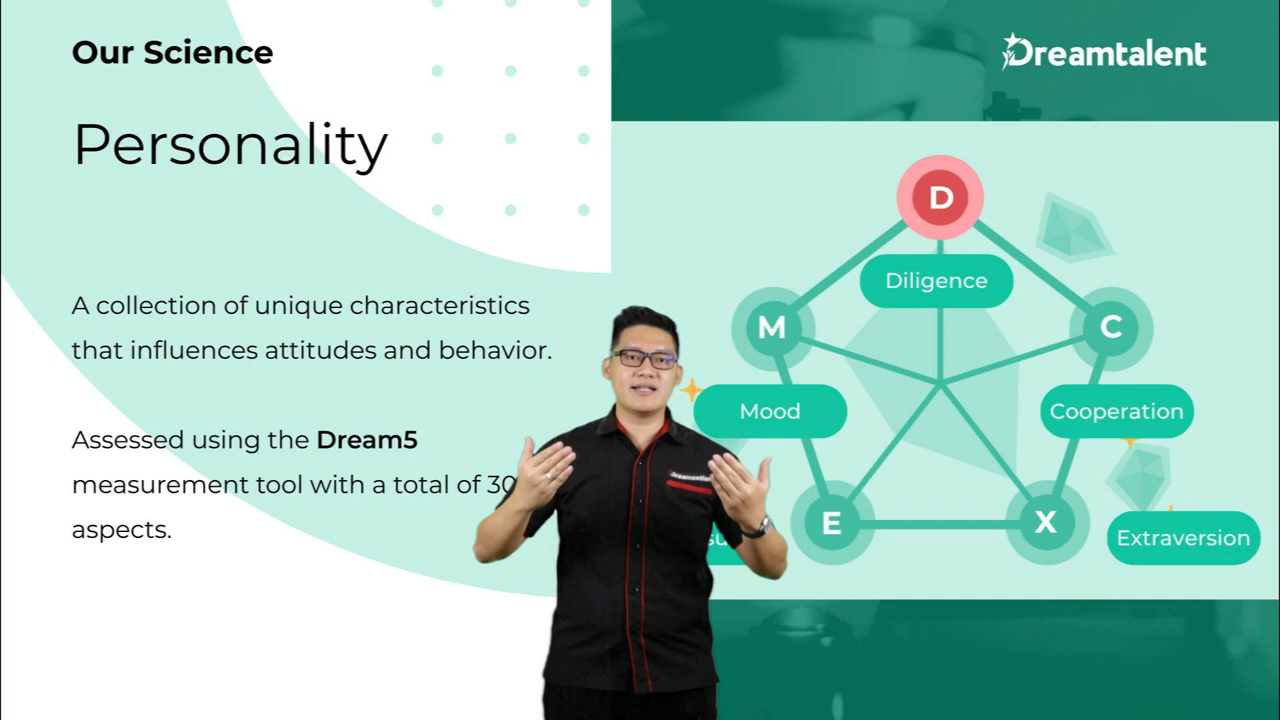 Our Science
Dreamtalent
Personality
D
Diligence
M
C
A collection of unique characteristics
that influences attitudes and behavior.
Mood
Cooperation
Assessed using the Dream5
measurement tool with a total of 30
aspects.
E
X
Extraversion